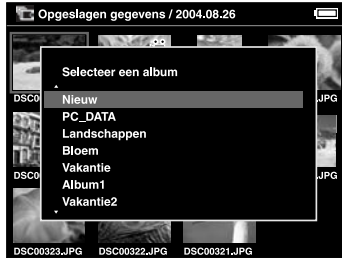 Opgeslagen gegevens / 2004.08.26
Selecteer een album
Nieuw
PC_DATA
Landschappen
Bloem
Vakantie
Album1
Vakantie2
DSC00323.JPG DSC00322.JPG DSC00321.JPG